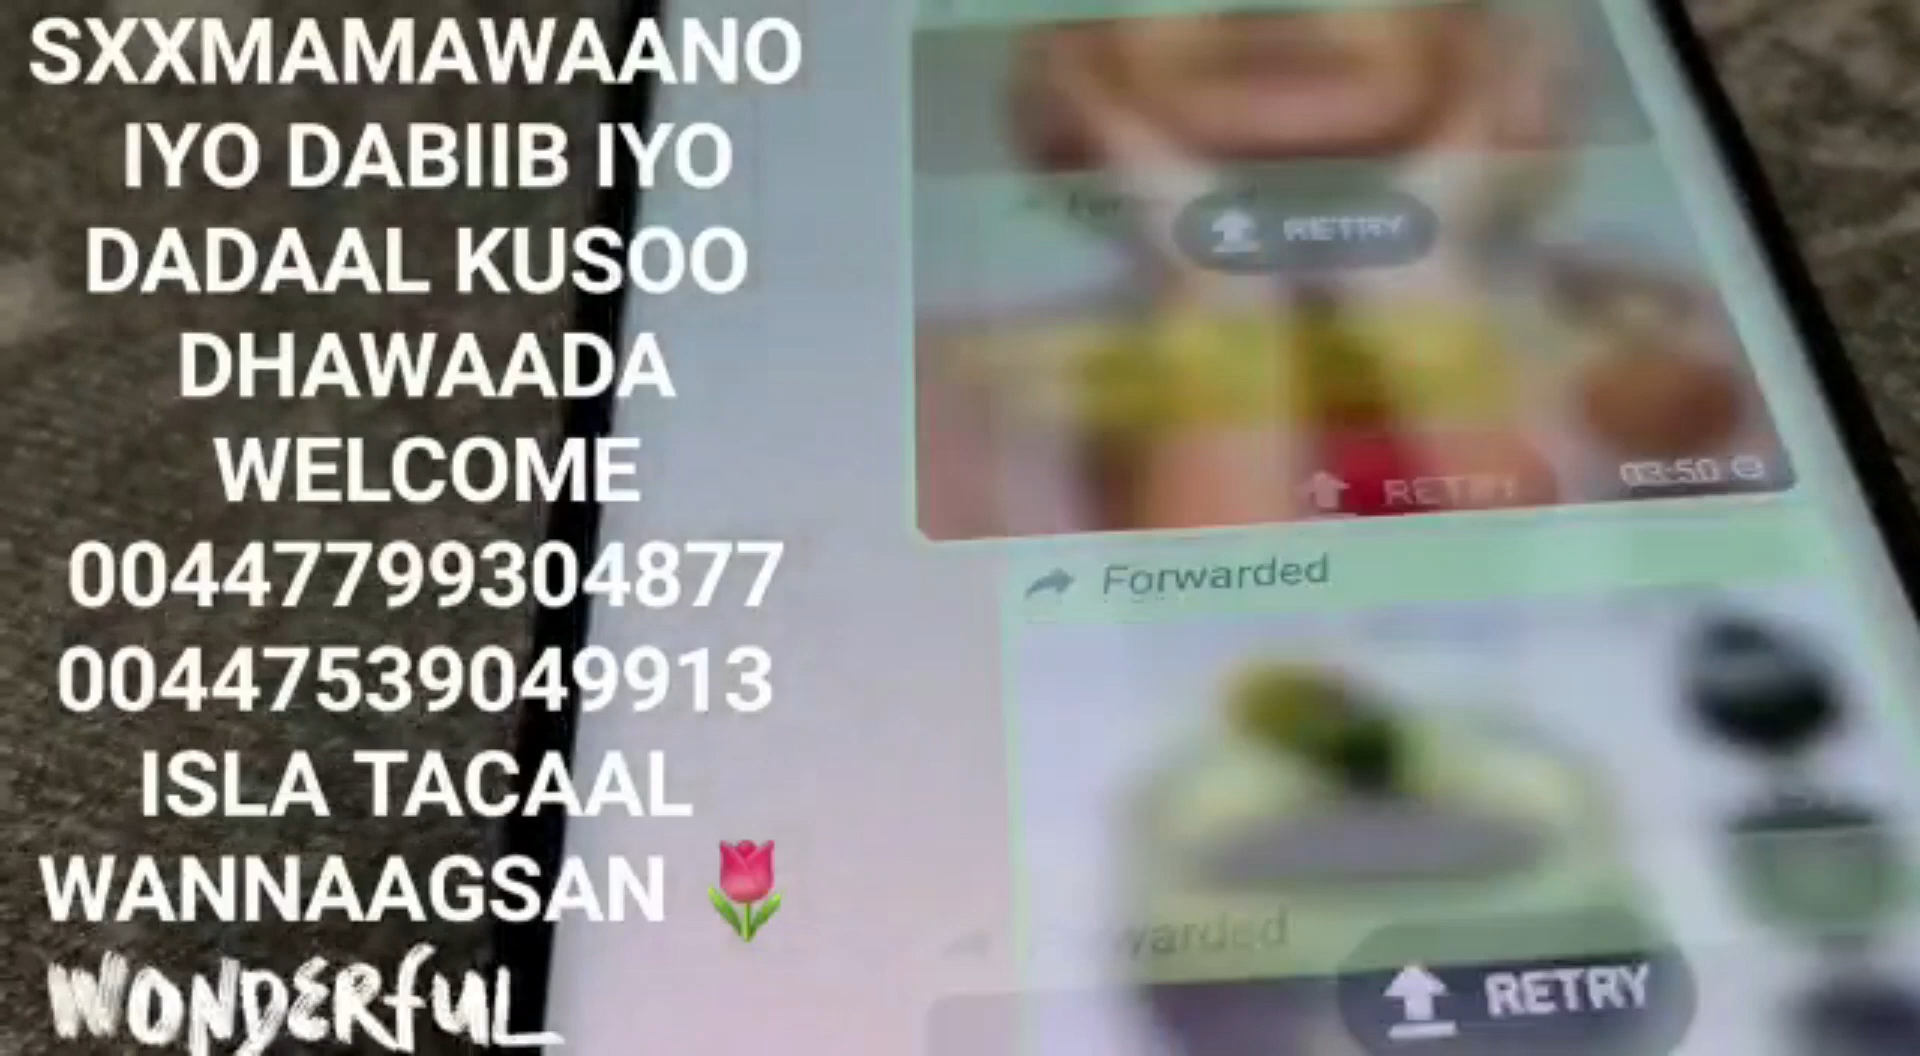 SXXMAMAWAANO
IYO DABIIB IYO
DADAAL KUSOO
DHAWAADA
WELCOME
00447799304877
00447539049913
ISLA TACAAL
WANNAAGSAN 🌷
WONDERfUL
RETRY
RETRY
03:50
Forwarded
Forwarded
RETRY